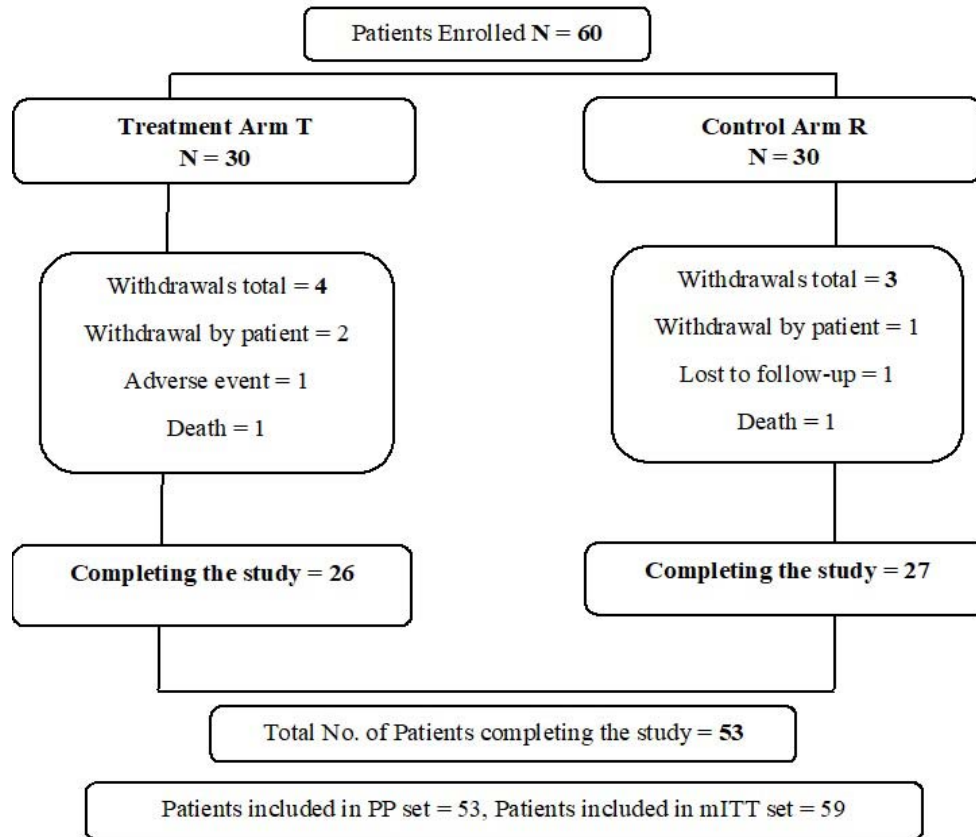 Patients Enrolled N = 60
Treatment Arm T
N = 30
Control Arm R
N = 30
Withdrawals total = 4
Withdrawal by patient = 2
Adverse event = 1
Death = 1
Withdrawals total = 3
Withdrawal by patient = 1
Lost to follow-up = 1
Death = 1
Completing the study = 26
Completing the study = 27
Total No. of Patients completing the study = 53
Patients included in PP set = 53, Patients included in mITT set = 59